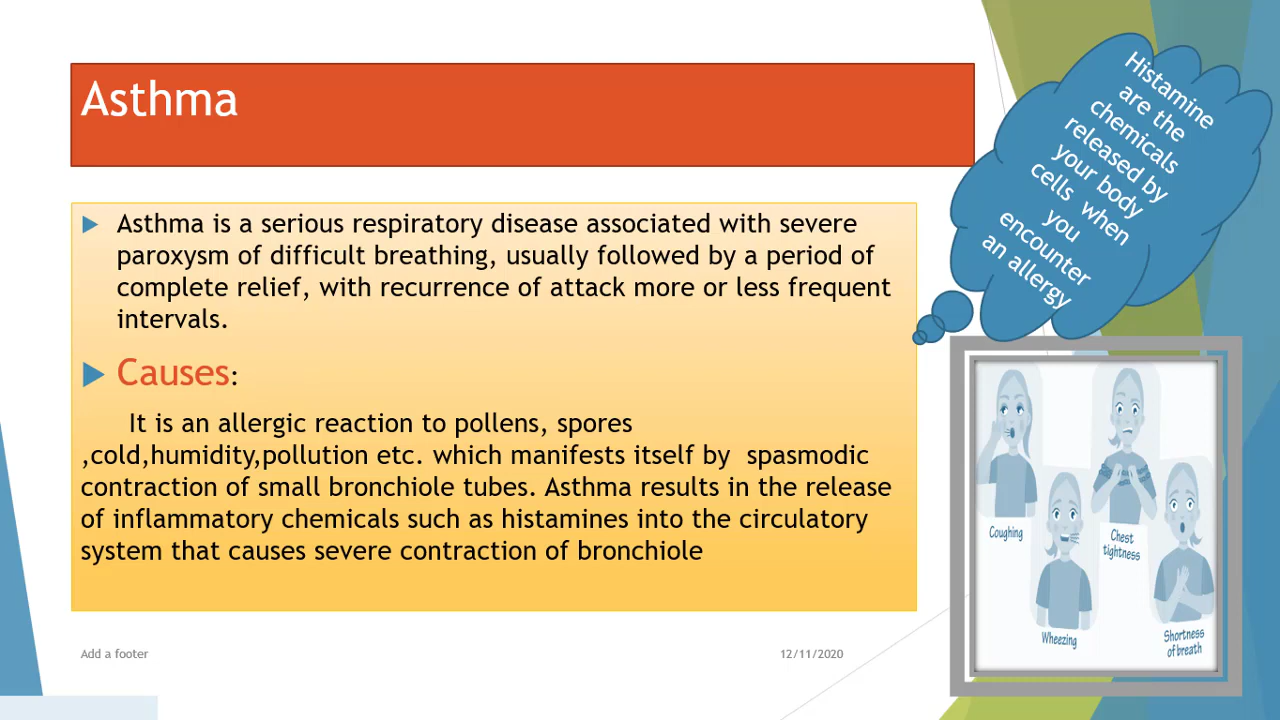 Asthma
Asthma is a serious respiratory disease associated with severe
paroxysm of difficult breathing, usually followed by a period of
complete relief, with recurrence of attack more or less frequent
intervals.
Causes:
It is an allergic reaction to pollens, spores
,cold,humidity,pollution etc. which manifests itself by  spasmodic
contraction of small bronchiole tubes. Asthma results in the release
of inflammatory chemicals such as histamines into the circulatory
system that causes severe contraction of bronchiole
Histamine
are the
chemicals
released by
your body
cells  when
you
encounter
an allergy
Coughing
Chest
tightness
Wheezing
Shortness
of breath
Add a footer
12/11/2020